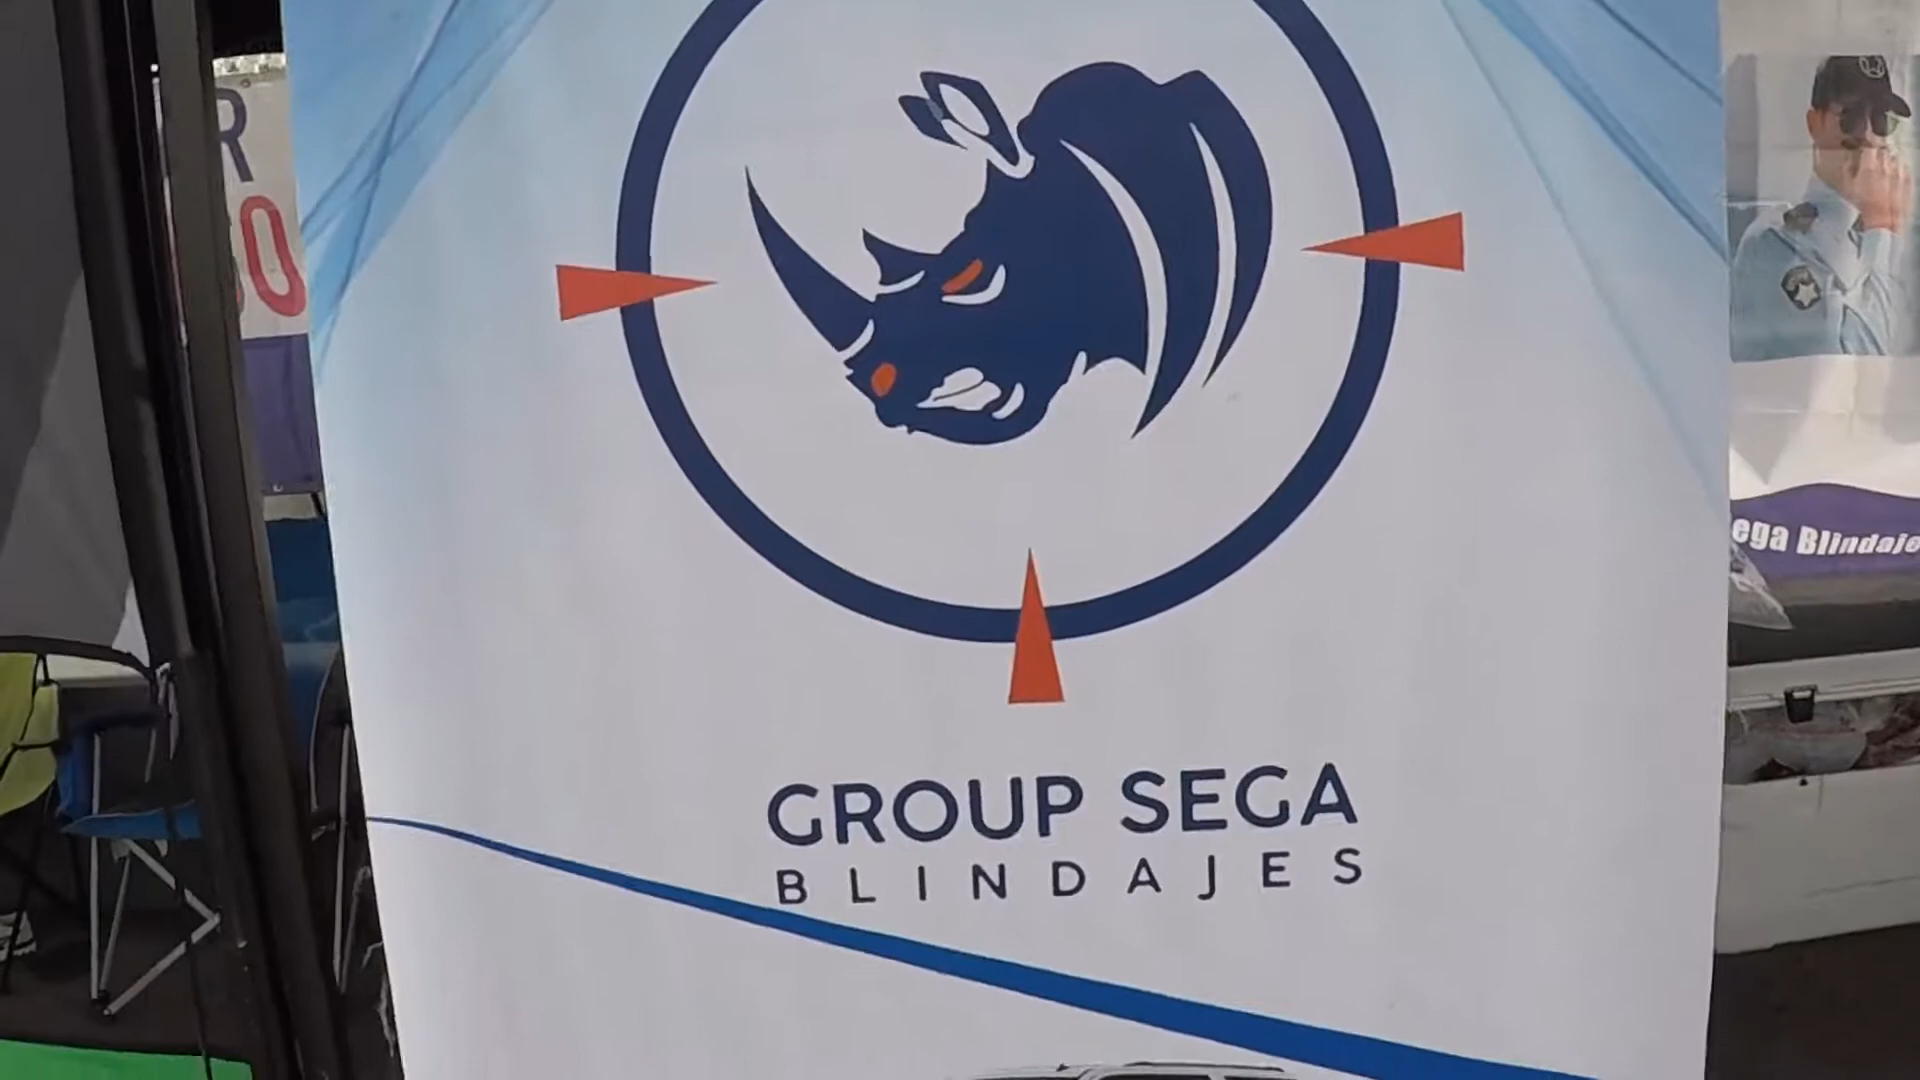 GROUP SEGA
BLINDAJES
ega Blindaje
R
O